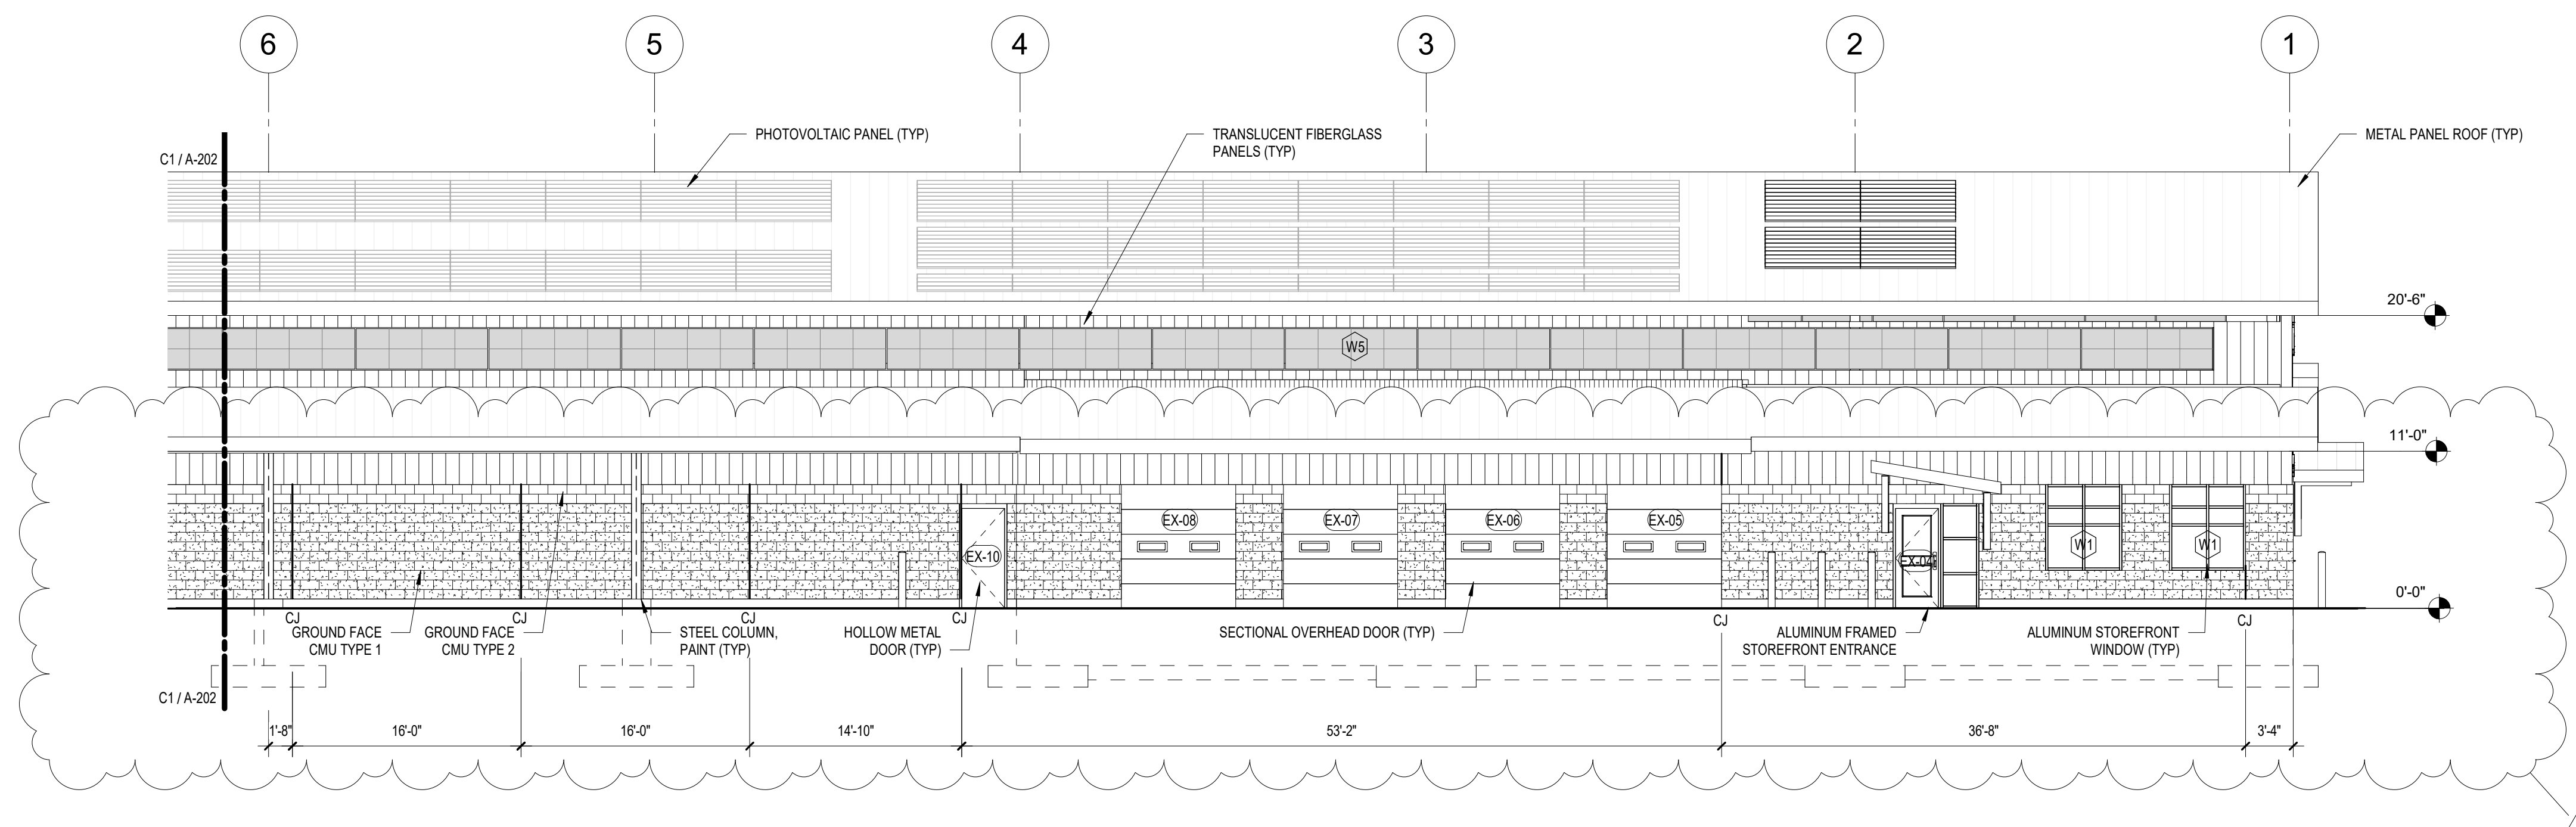 6
5
4
3
2
1
PHOTOVOLTAIC PANEL (TYP)
TRANSLUCENT FIBERGLASS
PANELS (TYP)
METAL PANEL ROOF (TYP)
C1 / A-202
20'-6"
W5
11'-0"
EX-08
EX-07
EX-06
EX-05
EX-10
EX-04
W1
W1
0'-0"
CJ
CJ
CJ
CJ
CJ
CJ
GROUND FACE
CMU TYPE 1
GROUND FACE
CMU TYPE 2
STEEL COLUMN,
PAINT (TYP)
HOLLOW METAL
DOOR (TYP)
SECTIONAL OVERHEAD DOOR (TYP)
ALUMINUM FRAMED
STOREFRONT ENTRANCE
ALUMINUM STOREFRONT
WINDOW (TYP)
C1 / A-202
1'-8"
16'-0"
16'-0"
14'-10"
53'-2"
36'-8"
3'-4"